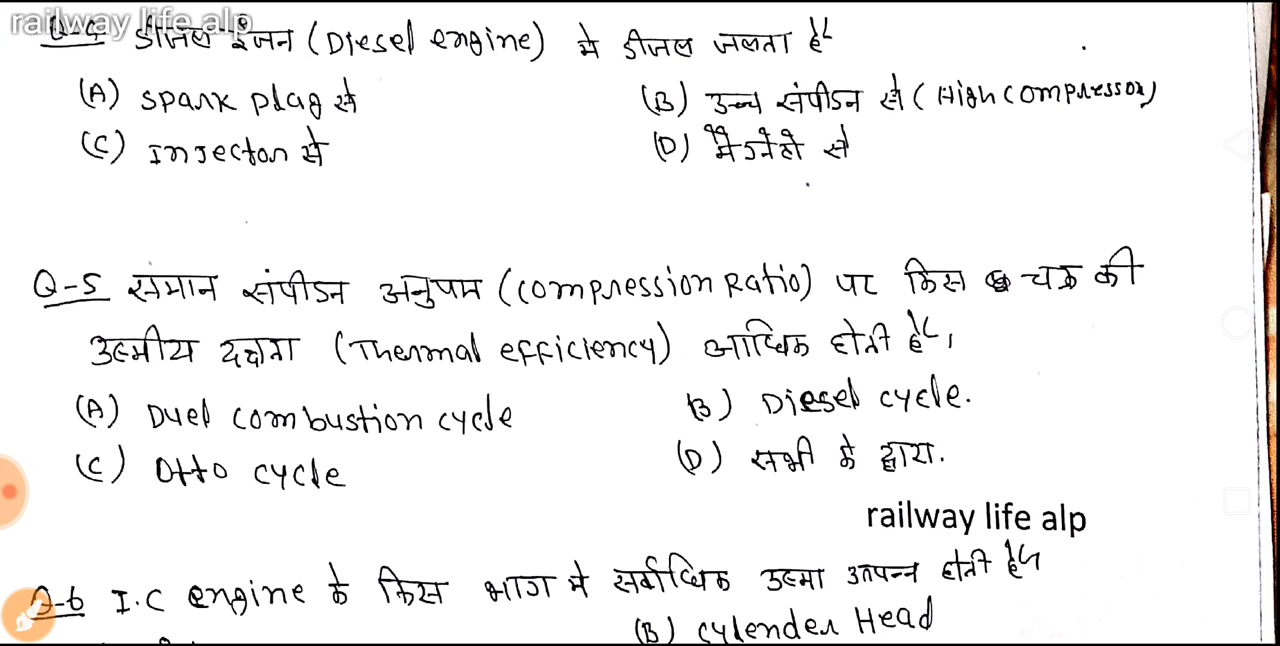 railway life alp
Q-4 डीजल इंजन (Diesel engine) में डीजल जलता है
(A) spark plag से
(B) उच्च संपीडन से (High compressor)
(C) Injector से
(D) मैग्नेटो से
Q-5 समान संपीडन अनुपात (compression Ratio) पर किस चक्र की
उष्मीय दक्षता (Thermal efficiency) अधिक होती है।
(A) Duel combustion cycle
B) Diesel cycle.
(C) Otto cycle
(D) सभी के द्वारा.
railway life alp
Q-6 I.C engine के किस भाग में सर्वाधिक उष्मा उत्पन्न होती है
(B) cylender Head